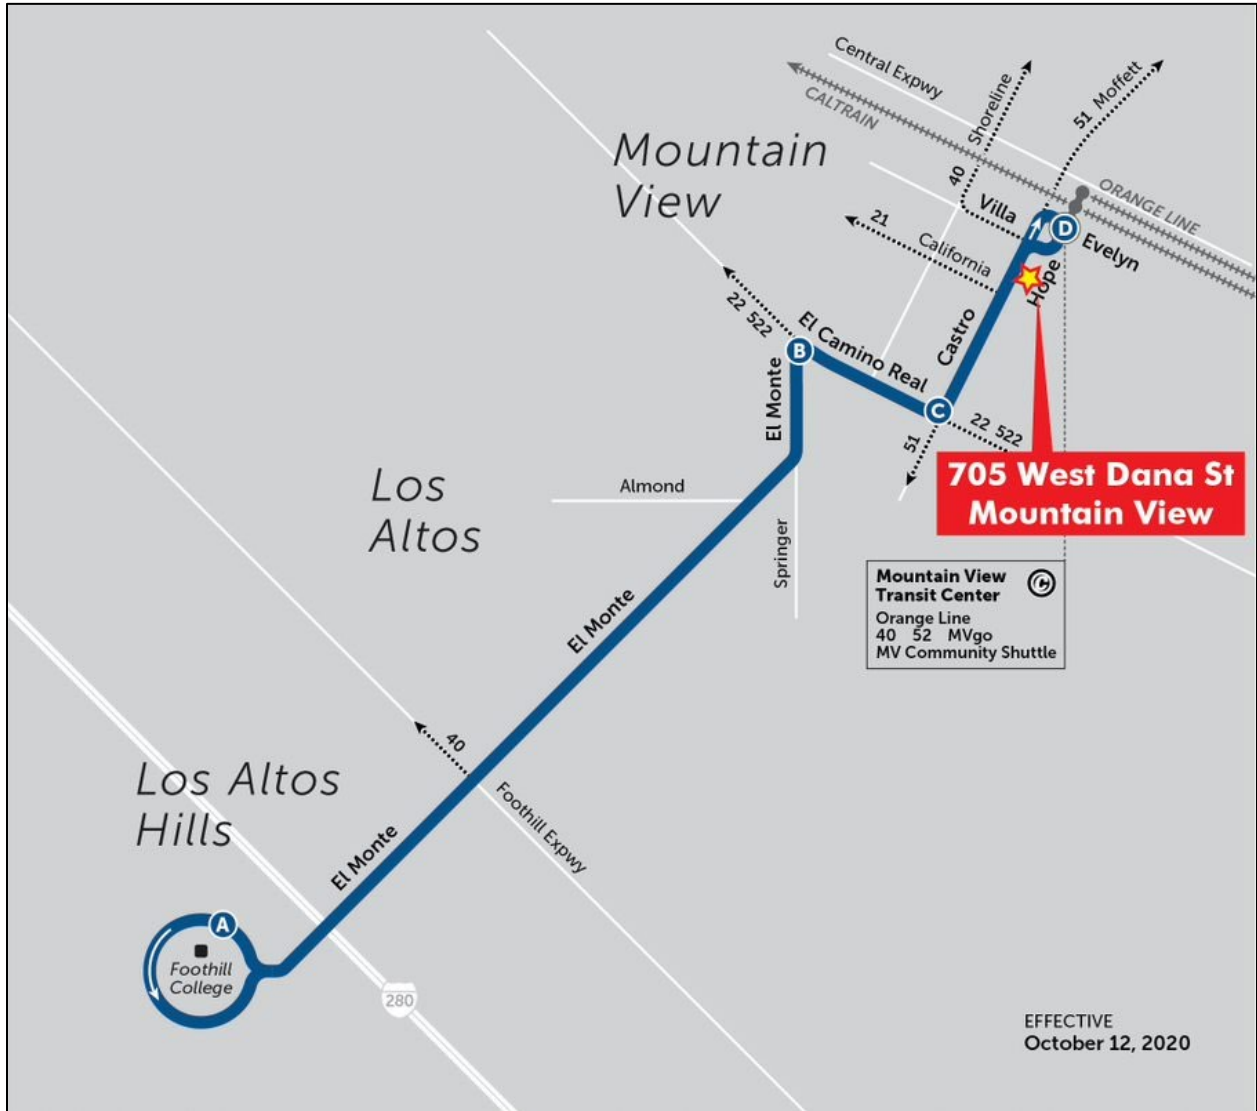 Central Expwy
CALTRAIN
Shoreline
51 Moffett
40
ORANGE LINE
Mountain
View
Villa
D
Evelyn
21
California
Hope
22 522
El Camino Real
Castro
B
El Monte
C
22 522
51
705 West Dana St
Mountain View
Los
Altos
Almond
Springer
Mountain View
Transit Center
C
Orange Line
40 52 MVgo
MV Community Shuttle
El Monte
40
Foothill Expwy
Los Altos
Hills
El Monte
A
Foothill
College
280
EFFECTIVE
October 12, 2020